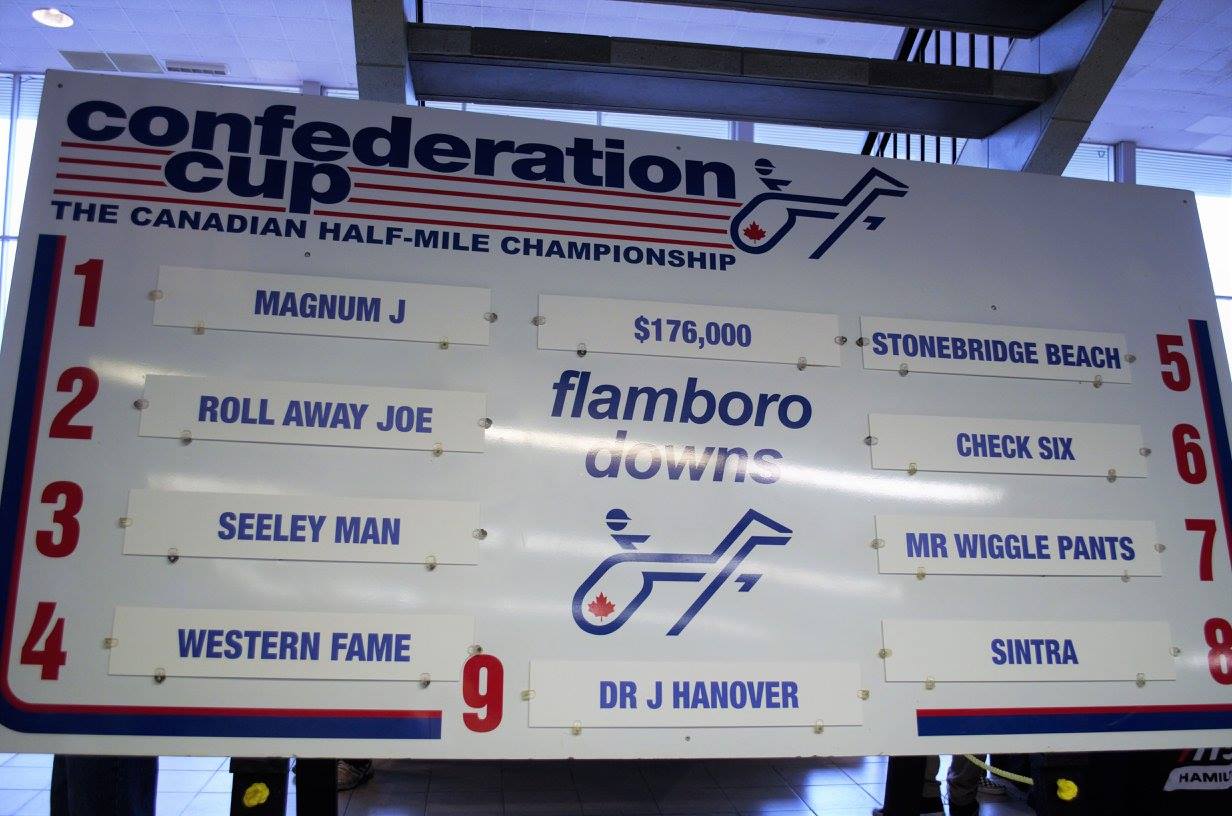 confederation
cup
THE CANADIAN HALF-MILE CHAMPIONSHIP
1 MAGNUM J
2 ROLL AWAY JOE
3 SEELEY MAN
4 WESTERN FAME
$176,000
flamboro
downs
9 DR J HANOVER
STONEBRIDGE BEACH 5
CHECK SIX 6
MR WIGGLE PANTS 7
SINTRA 8